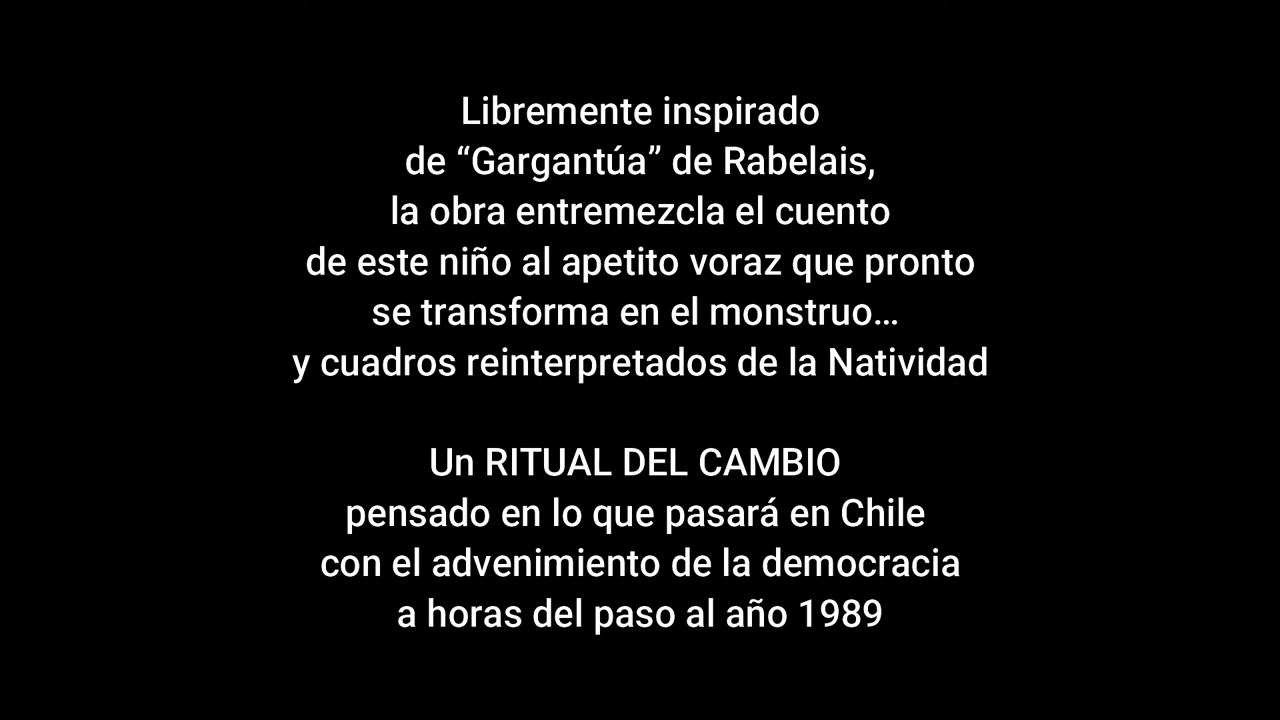 Libremente inspirado
de “Gargantúa” de Rabelais,
la obra entremezcla el cuento
de este niño al apetito voraz que pronto
se transforma en el monstruo…
y cuadros reinterpretados de la Natividad
Un RITUAL DEL CAMBIO
pensado en lo que pasará en Chile
con el advenimiento de la democracia
a horas del paso al año 1989